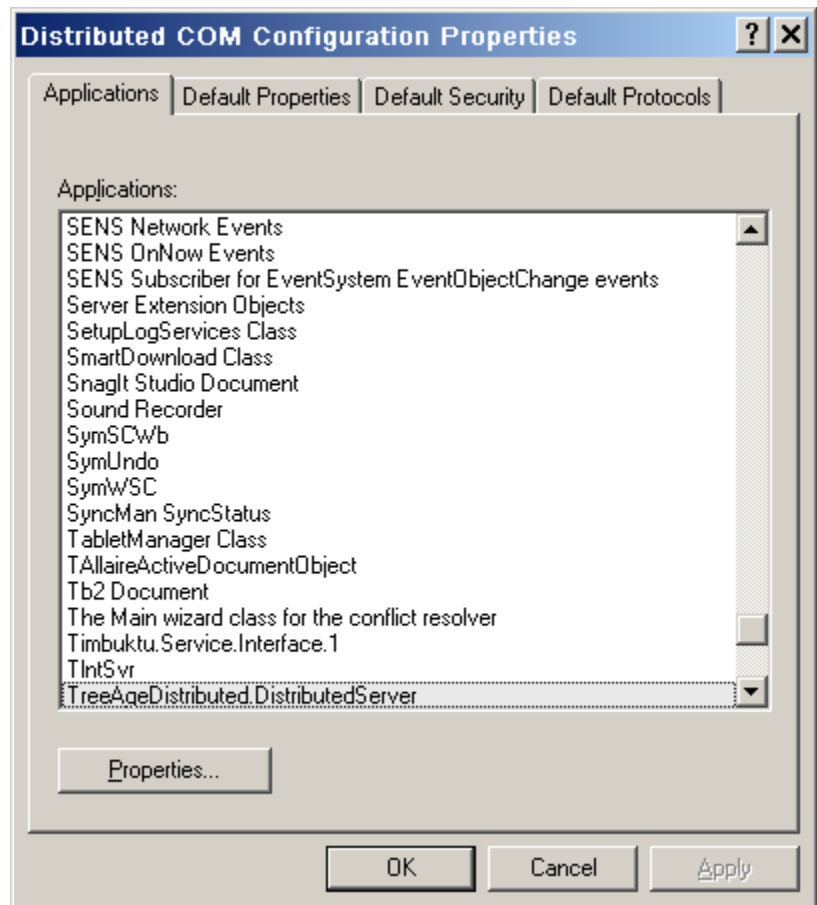 Distributed COM Configuration Properties
Applications Default Properties Default Security Default Protocols
Applications:
SENS Network Events
SENS OnNow Events
SENS Subscriber for EventSystem EventObjectChange events
Server Extension Objects
SetupLogServices Class
SmartDownload Class
SnagIt Studio Document
Sound Recorder
SymSCWb
SymUndo
SymWSC
SyncMan SyncStatus
TabletManager Class
TAllaireActiveDocumentObject
Tb2 Document
The Main wizard class for the conflict resolver
Timbuktu.Service.Interface.1
TIntSvr
TreeAgeDistributed.DistributedServer
Properties...
OK Cancel Apply